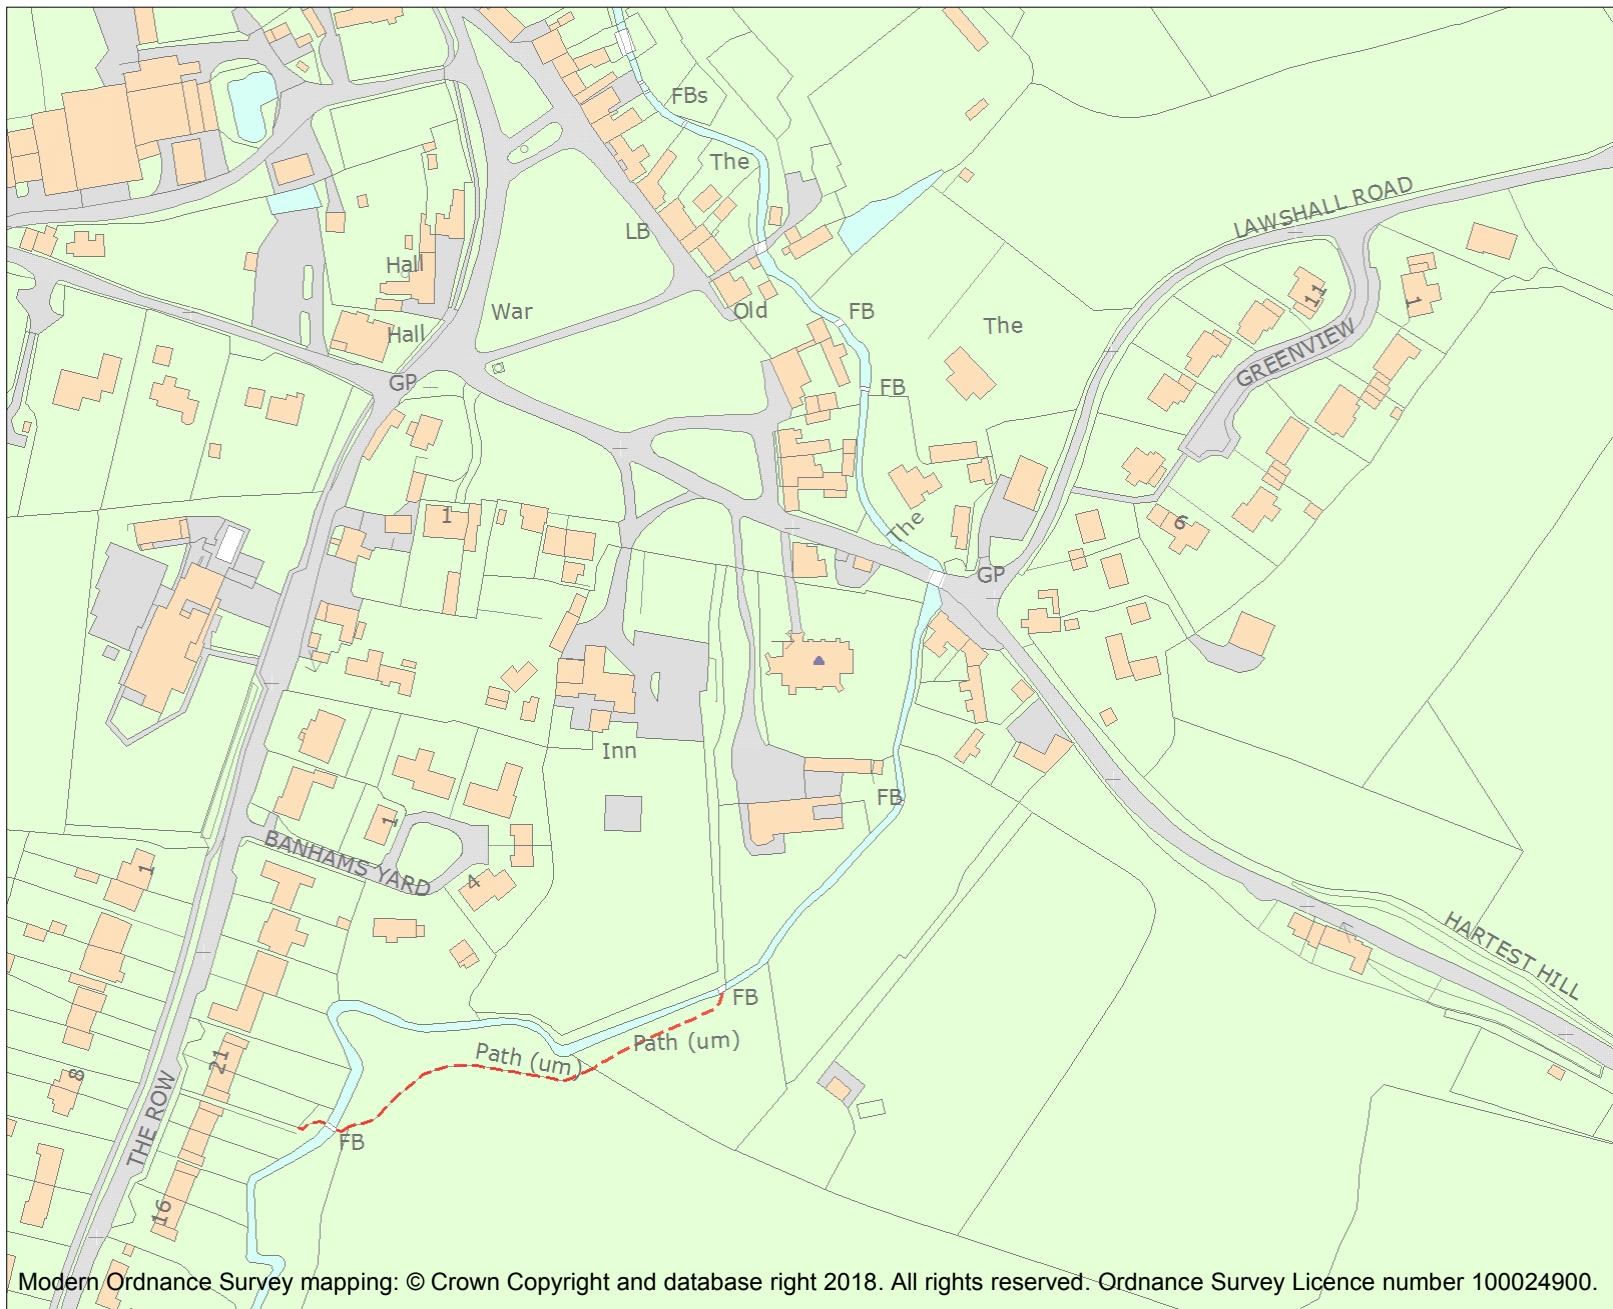 FBs
The
LAWSHALL ROAD
LB
Hall
11
1
War
Old
FB
The
Hall
GREENVIEW
GP
FB
1
6
The
GP
Inn
FB
1
BANHAMS YARD
1
4
HARTEST HILL
FB
Path (um)
Path (um)
21
8
THE ROW
FB
16
Modern Ordnance Survey mapping: © Crown Copyright and database right 2018. All rights reserved. Ordnance Survey Licence number 100024900.